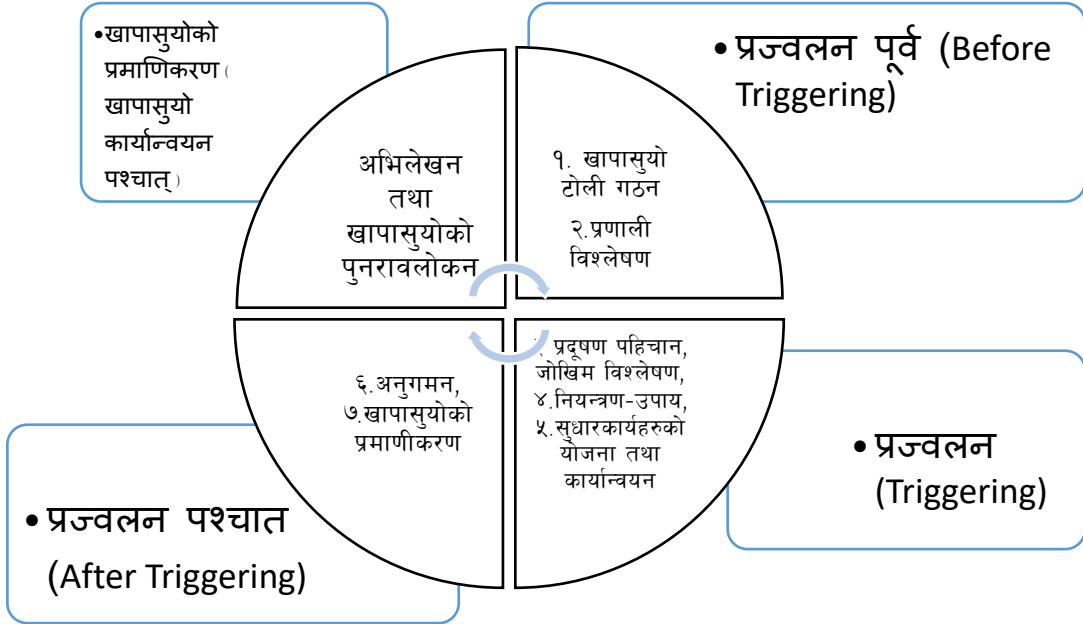 •खापासुयोको
प्रमाणिकरण (
खापासुयो
कार्यान्वयन
पश्चात् )
अभिलेखन
तथा
खापासुयोको
पुनरावलोकन
• प्रज्वलन पूर्व (Before
Triggering)
१. खापासुयो
टोली गठन
२.प्रणाली
विश्लेषण
प्रदूषण पहिचान,
जोखिम विश्लेषण,
४.नियन्त्रण-उपाय,
५.सुधारकार्यहरुको
योजना तथा
कार्यान्वयन
• प्रज्वलन
(Triggering)
६.अनुगमन,
७.खापासुयोको
प्रमाणीकरण
• प्रज्वलन पश्चात
(After Triggering)